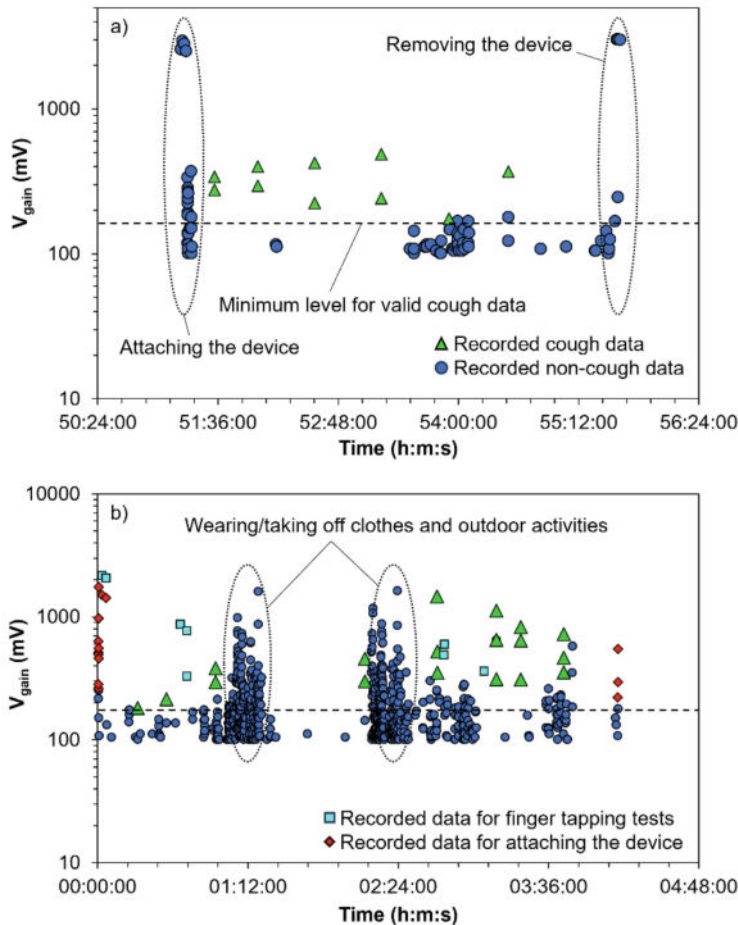 a)
Removing the device
1000
V_gain (mV)
100
Minimum level for valid cough data
Attaching the device
Recorded cough data
Recorded non-cough data
10
50:24:00 51:36:00 52:48:00 54:00:00 55:12:00 56:24:00
Time (h:m:s)
10000
b)
Wearing/taking off clothes and outdoor activities
1000
V_gain (mV)
100
Recorded data for finger tapping tests
Recorded data for attaching the device
10
00:00:00 01:12:00 02:24:00 03:36:00 04:48:00
Time (h:m:s)